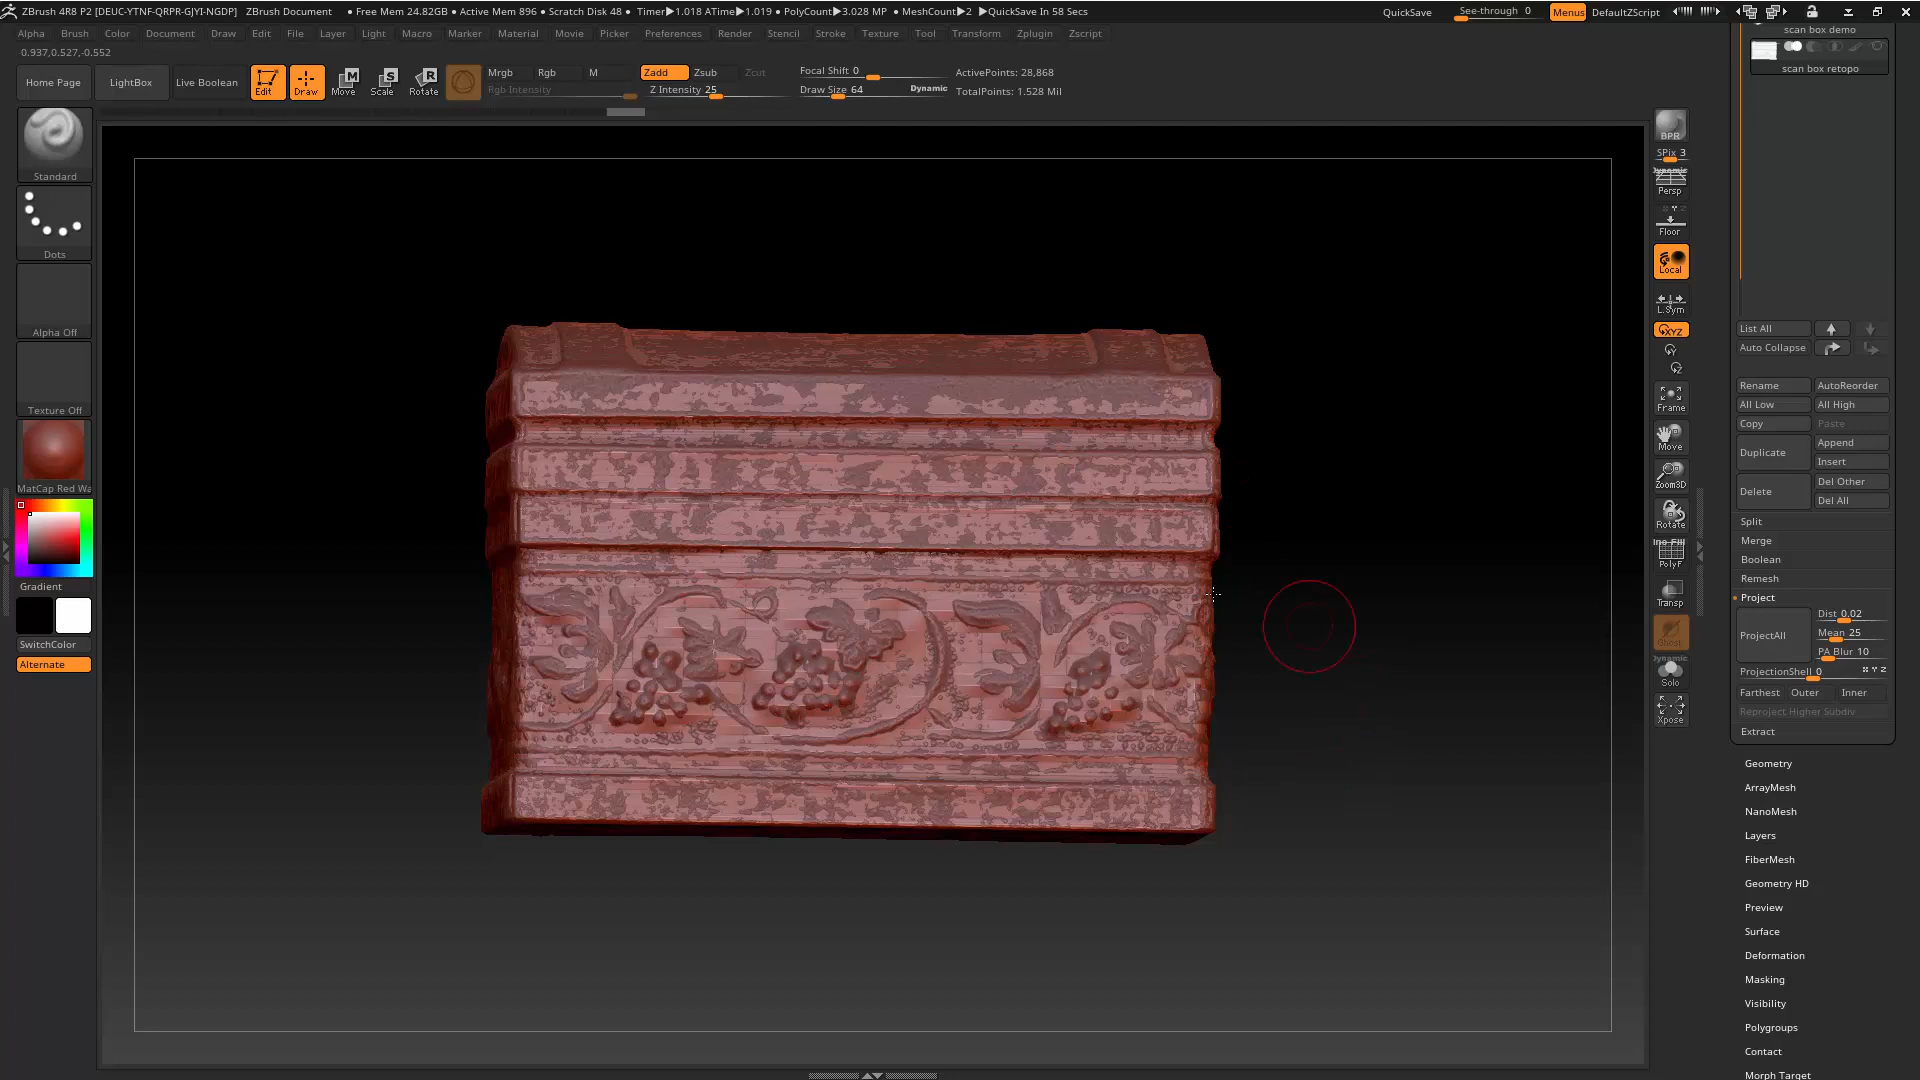 ZBrush 4R8 P2 [DEUC-YTNF-QRPR-GJYI-NGDP] ZBrush Document • Free Mem 24.82GB • Active Mem 896 • Scratch Disk 48 • Timer▶1.018 ATime▶1.019 • PolyCount▶3.028 MP • MeshCount▶2 ▶QuickSave In 58 Secs QuickSave See-through 0 Menus DefaultZScript
Alpha Brush Color Document Draw Edit File Layer Light Macro Marker Material Movie Picker Preferences Render Stencil Stroke Texture Tool Transform Zplugin Zscript
0.937,0.527,-0.552
Home Page LightBox Live Boolean Edit Draw Move Scale Rotate
Mrgb Rgb M Zadd Zsub Zcut Focal Shift 0 ActivePoints: 28,868
Rgb Intensity Z Intensity 25 Draw Size 64 Dynamic TotalPoints: 1.528 Mil
Standard
Dots
Alpha Off
Texture Off
MatCap Red Wa
Gradient
SwitchColor
Alternate
BPR
SPix 3
Dynamic
Persp
Floor
Local
L.Sym
XYZ
Y
Z
Frame
Move
Zoom3D
Rotate
PolyF
Transp
Ghost
Dynamic
Solo
Xpose
scan box demo
scan box retopo
List All
Auto Collapse
Rename AutoReorder
All Low All High
Copy Paste
Duplicate Append
Insert
Delete Del Other
Del All
Split
Merge
Boolean
Remesh
Project
ProjectAll Dist 0.02
Mean 25
PA Blur 10
ProjectionShell 0 X Y Z
Farthest Outer Inner
Reproject Higher Subdiv
Extract
Geometry
ArrayMesh
NanoMesh
Layers
FiberMesh
Geometry HD
Preview
Surface
Deformation
Masking
Visibility
Polygroups
Contact
Morph Target